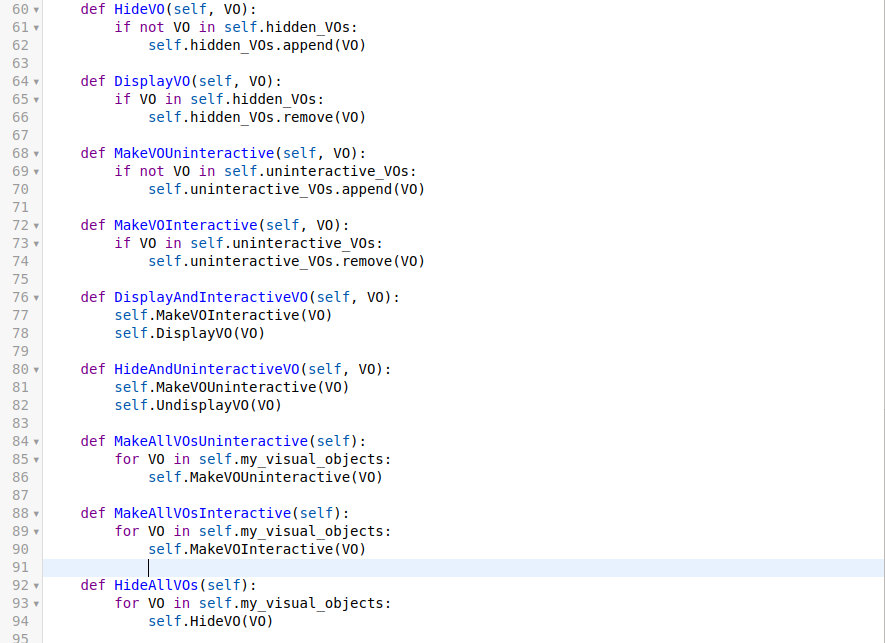 60 def HideVO(self, VO):
61 if not VO in self.hidden_VOs:
62 self.hidden_VOs.append(VO)
63
64 def DisplayVO(self, VO):
65 if VO in self.hidden_VOs:
66 self.hidden_VOs.remove(VO)
67
68 def MakeVOUninteractive(self, VO):
69 if not VO in self.uninteractive_VOs:
70 self.uninteractive_VOs.append(VO)
71
72 def MakeVOInteractive(self, VO):
73 if VO in self.uninteractive_VOs:
74 self.uninteractive_VOs.remove(VO)
75
76 def DisplayAndInteractiveVO(self, VO):
77 self.MakeVOInteractive(VO)
78 self.DisplayVO(VO)
79
80 def HideAndUninteractiveVO(self, VO):
81 self.MakeVOUninteractive(VO)
82 self.UndisplayVO(VO)
83
84 def MakeAllVOsUninteractive(self):
85 for VO in self.my_visual_objects:
86 self.MakeVOUninteractive(VO)
87
88 def MakeAllVOsInteractive(self):
89 for VO in self.my_visual_objects:
90 self.MakeVOInteractive(VO)
91
92 def HideAllVOs(self):
93 for VO in self.my_visual_objects:
94 self.HideVO(VO)
95